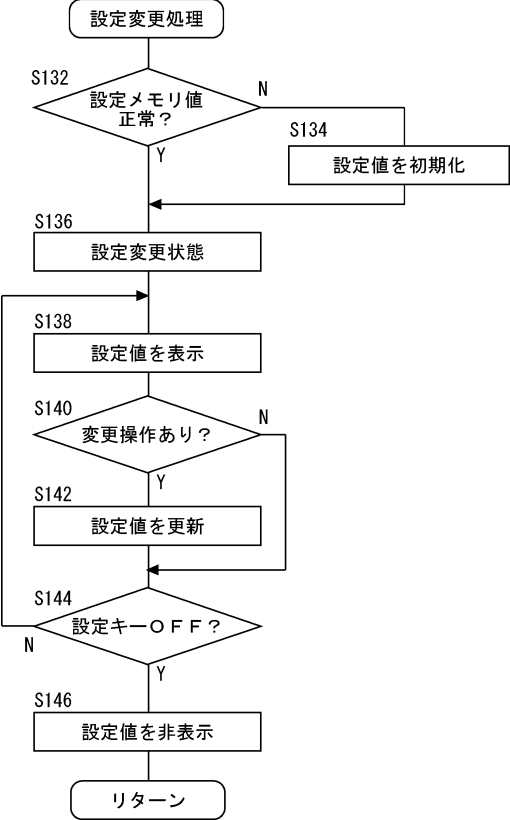 設定変更処理
S132
設定メモリ値
正常？
N
Y
S134
設定値を初期化
S136
設定変更状態
S138
設定値を表示
S140
変更操作あり？
N
Y
S142
設定値を更新
S144
設定キーＯＦＦ？
N
Y
S146
設定値を非表示
リターン